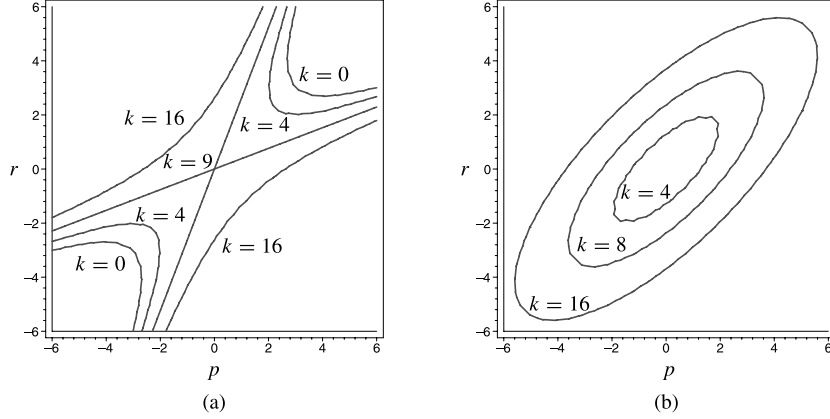 6
4
2
r 0
−2
−4
−6
−6 −4 −2 0 2 4 6
p
k = 0
k = 16
k = 4
k = 9
k = 4
k = 16
k = 0
(a)
6
4
2
r 0
−2
−4
−6
−6 −4 −2 0 2 4 6
p
k = 4
k = 8
k = 16
(b)